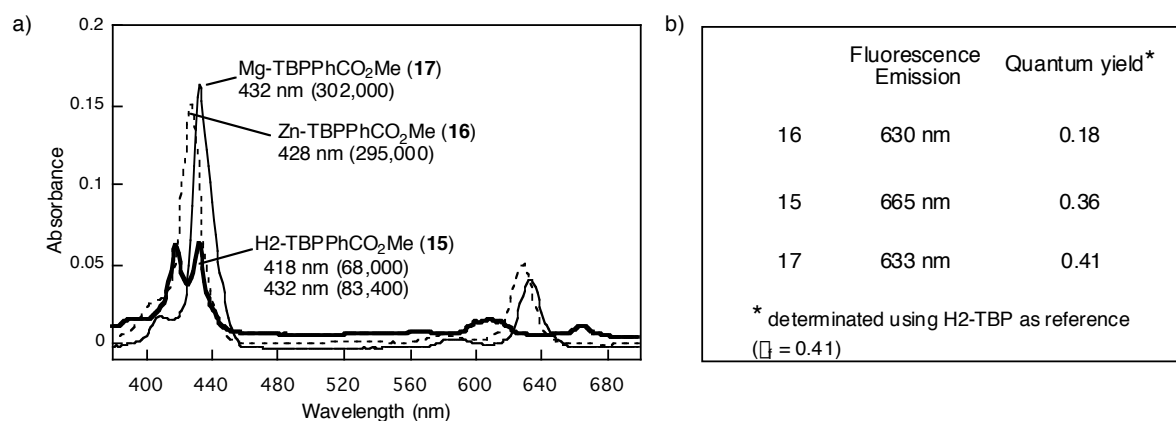 a)
0.2
0.15
0.1
0.05
0
Absorbance
Mg-TBPPhCO₂Me (17)
432 nm (302,000)
Zn-TBPPhCO₂Me (16)
428 nm (295,000)
H2-TBPPhCO₂Me (15)
418 nm (68,000)
432 nm (83,400)
400 440 480 520 560 600 640 680
Wavelength (nm)
b)
Fluorescence
Emission
Quantum yield*
16 630 nm 0.18
15 665 nm 0.36
17 633 nm 0.41
* determinated using H2-TBP as reference
(▯f = 0.41)